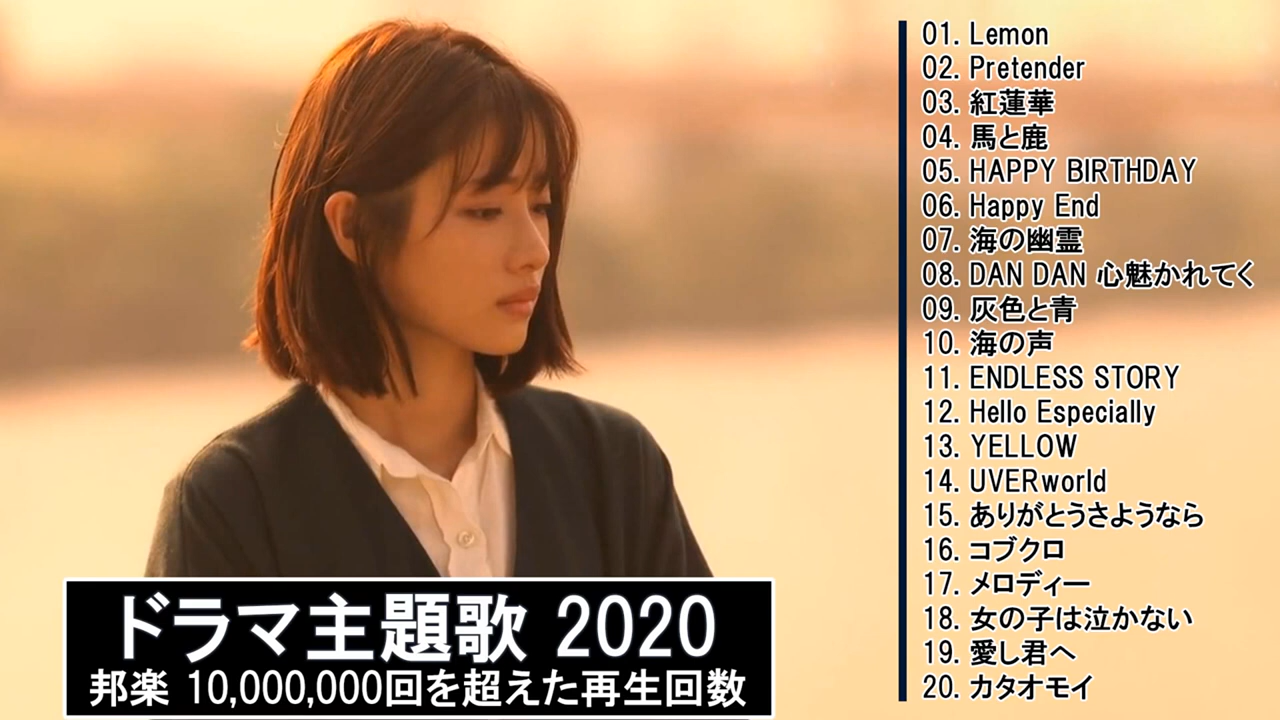 01. Lemon
02. Pretender
03. 紅蓮華
04. 馬と鹿
05. HAPPY BIRTHDAY
06. Happy End
07. 海の幽霊
08. DAN DAN 心魅かれてく
09. 灰色と青
10. 海の声
11. ENDLESS STORY
12. Hello Especially
13. YELLOW
14. UVERworld
15. ありがとうさようなら
16. コブクロ
17. メロディー
18. 女の子は泣かない
19. 愛し君へ
20. カタオモイ
ドラマ主題歌 2020
邦楽 10,000,000回を超えた再生回数